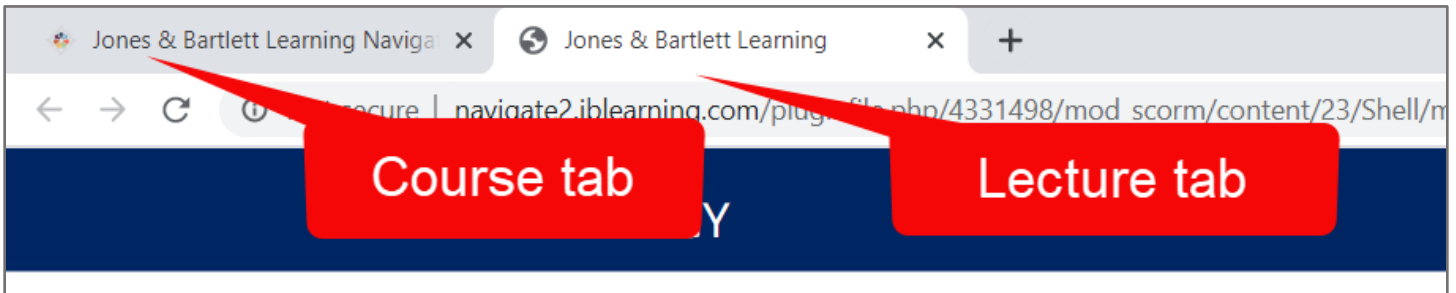 Jones & Bartlett Learning Naviga
Jones & Bartlett Learning
secure | navigate2.jblearning.com/plug file.php/4331498/mod_scorm/content/23/Shell/m
Course tab
Lecture tab
Y